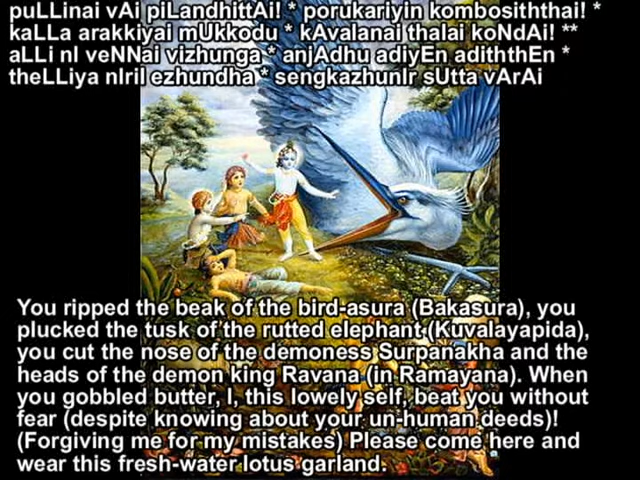 puLLinai vAi piLandhittAi! * porukariyin kombosiththai! *
kaLLa arakkiyai mUkkodu * kAvalanai thalai koNdAi! **
aLLi nI veNNai vizhunga * anjAdhu adiyEn adiththEn *
theLLiya nIril ezhundha * sengkazhunIr sUtta vArAi
You ripped the beak of the bird-asura (Bakasura), you
plucked the tusk of the rutted elephant (Kuvalayapida),
you cut the nose of the demoness Surpanakha and the
heads of the demon king Ravana (in Ramayana). When
you gobbled butter, I, this lowely self, beat you without
fear (despite knowing about your un-human deeds)!
(Forgiving me for my mistakes) Please come here and
wear this fresh-water lotus garland.